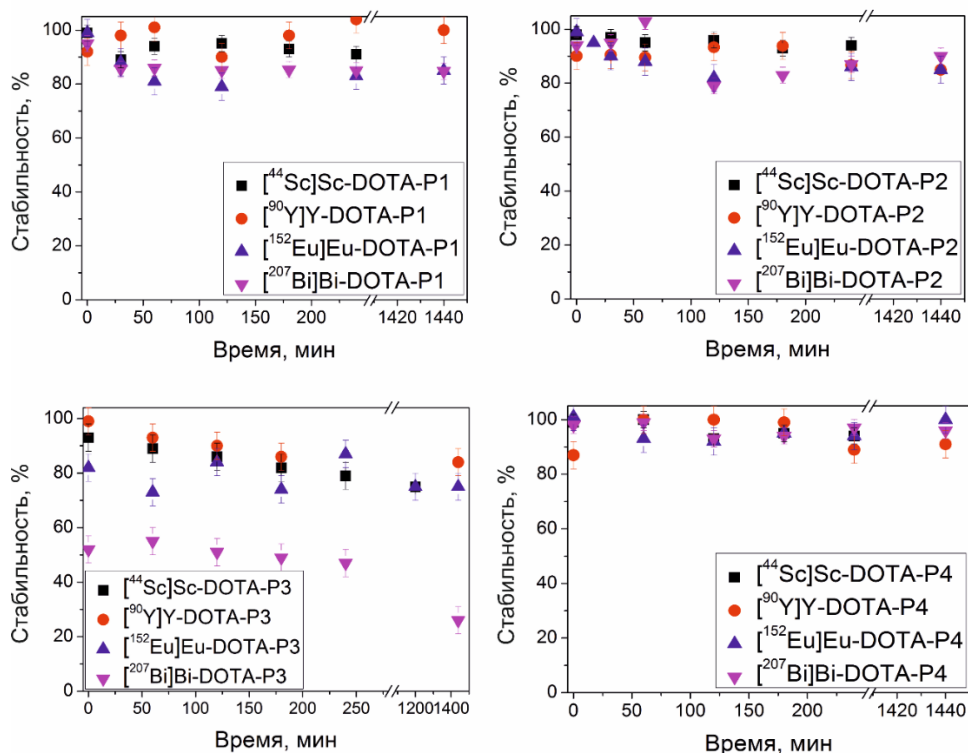 Стабильность, %
100
80
60
40
20
0
[⁴⁴Sc]Sc-DOTA-P1
[⁹⁰Y]Y-DOTA-P1
[¹⁵²Eu]Eu-DOTA-P1
[²⁰⁷Bi]Bi-DOTA-P1
0 50 100 150 200 1420 1440
Время, мин
Стабильность, %
100
80
60
40
20
0
[⁴⁴Sc]Sc-DOTA-P2
[⁹⁰Y]Y-DOTA-P2
[¹⁵²Eu]Eu-DOTA-P2
[²⁰⁷Bi]Bi-DOTA-P2
0 50 100 150 200 1420 1440
Время, мин
Стабильность, %
100
80
60
40
20
0
[⁴⁴Sc]Sc-DOTA-P3
[⁹⁰Y]Y-DOTA-P3
[¹⁵²Eu]Eu-DOTA-P3
[²⁰⁷Bi]Bi-DOTA-P3
0 50 100 150 200 250 1200 1400
Время, мин
Стабильность, %
100
80
60
40
20
0
[⁴⁴Sc]Sc-DOTA-P4
[⁹⁰Y]Y-DOTA-P4
[¹⁵²Eu]Eu-DOTA-P4
[²⁰⁷Bi]Bi-DOTA-P4
0 50 100 150 200 1420 1440
Время, мин